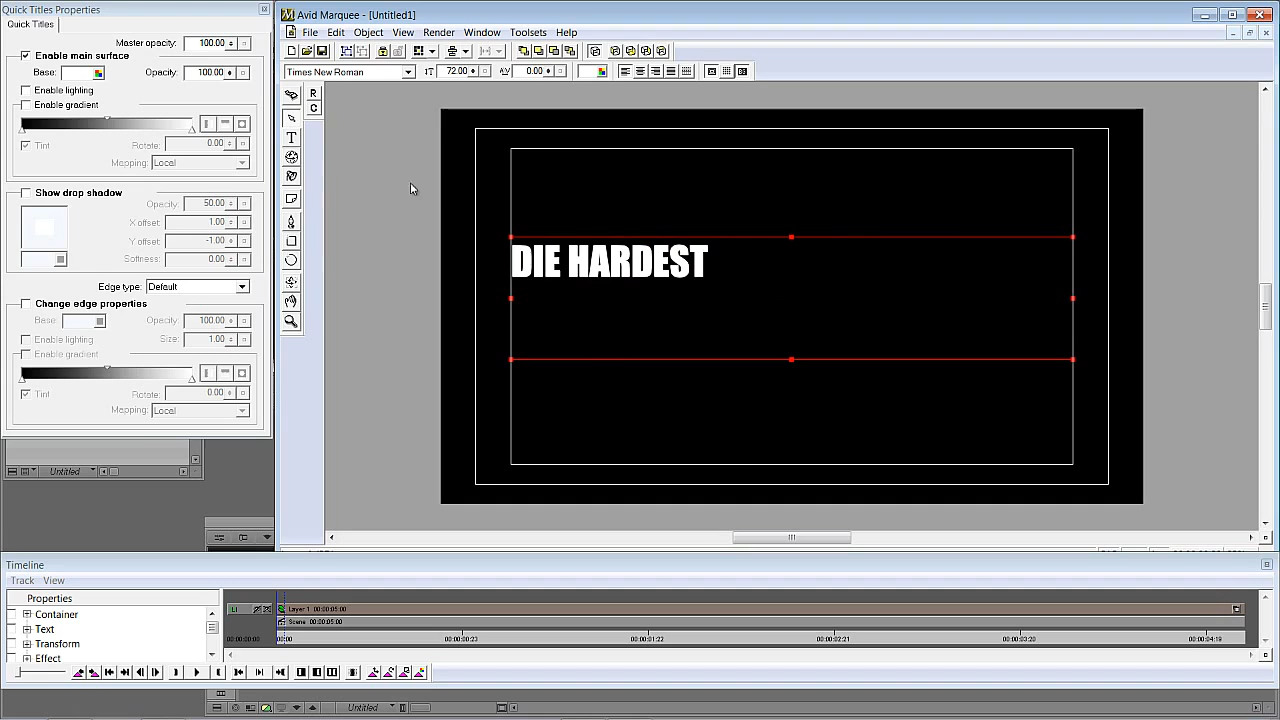 Quick Titles Properties
Quick Titles
Master opacity: 100.00
Enable main surface
Base: Opacity: 100.00
Enable lighting
Enable gradient
Tint Rotate: 0.00
Mapping: Local
Show drop shadow
Opacity: 50.00
X offset: 1.00
Y offset: -1.00
Softness: 0.00
Edge type: Default
Change edge properties
Base: Opacity: 100.00
Enable lighting Size: 1.00
Enable gradient
Tint Rotate: 0.00
Mapping: Local
Untitled
Avid Marquee - [Untitled1]
File Edit Object View Render Window Toolsets Help
Times New Roman 72.00 AV 0.00
R
C
T
DIE HARDEST
Timeline
Track View
Properties
Container
Text
Transform
Effect
L1 Layer 1 00:00:05:00
Scene 00:00:05:00
00:00:00:00 00:00 00:00:00:23 00:00:01:22 00:00:02:21 00:00:03:20 00:00:04:19
Untitled